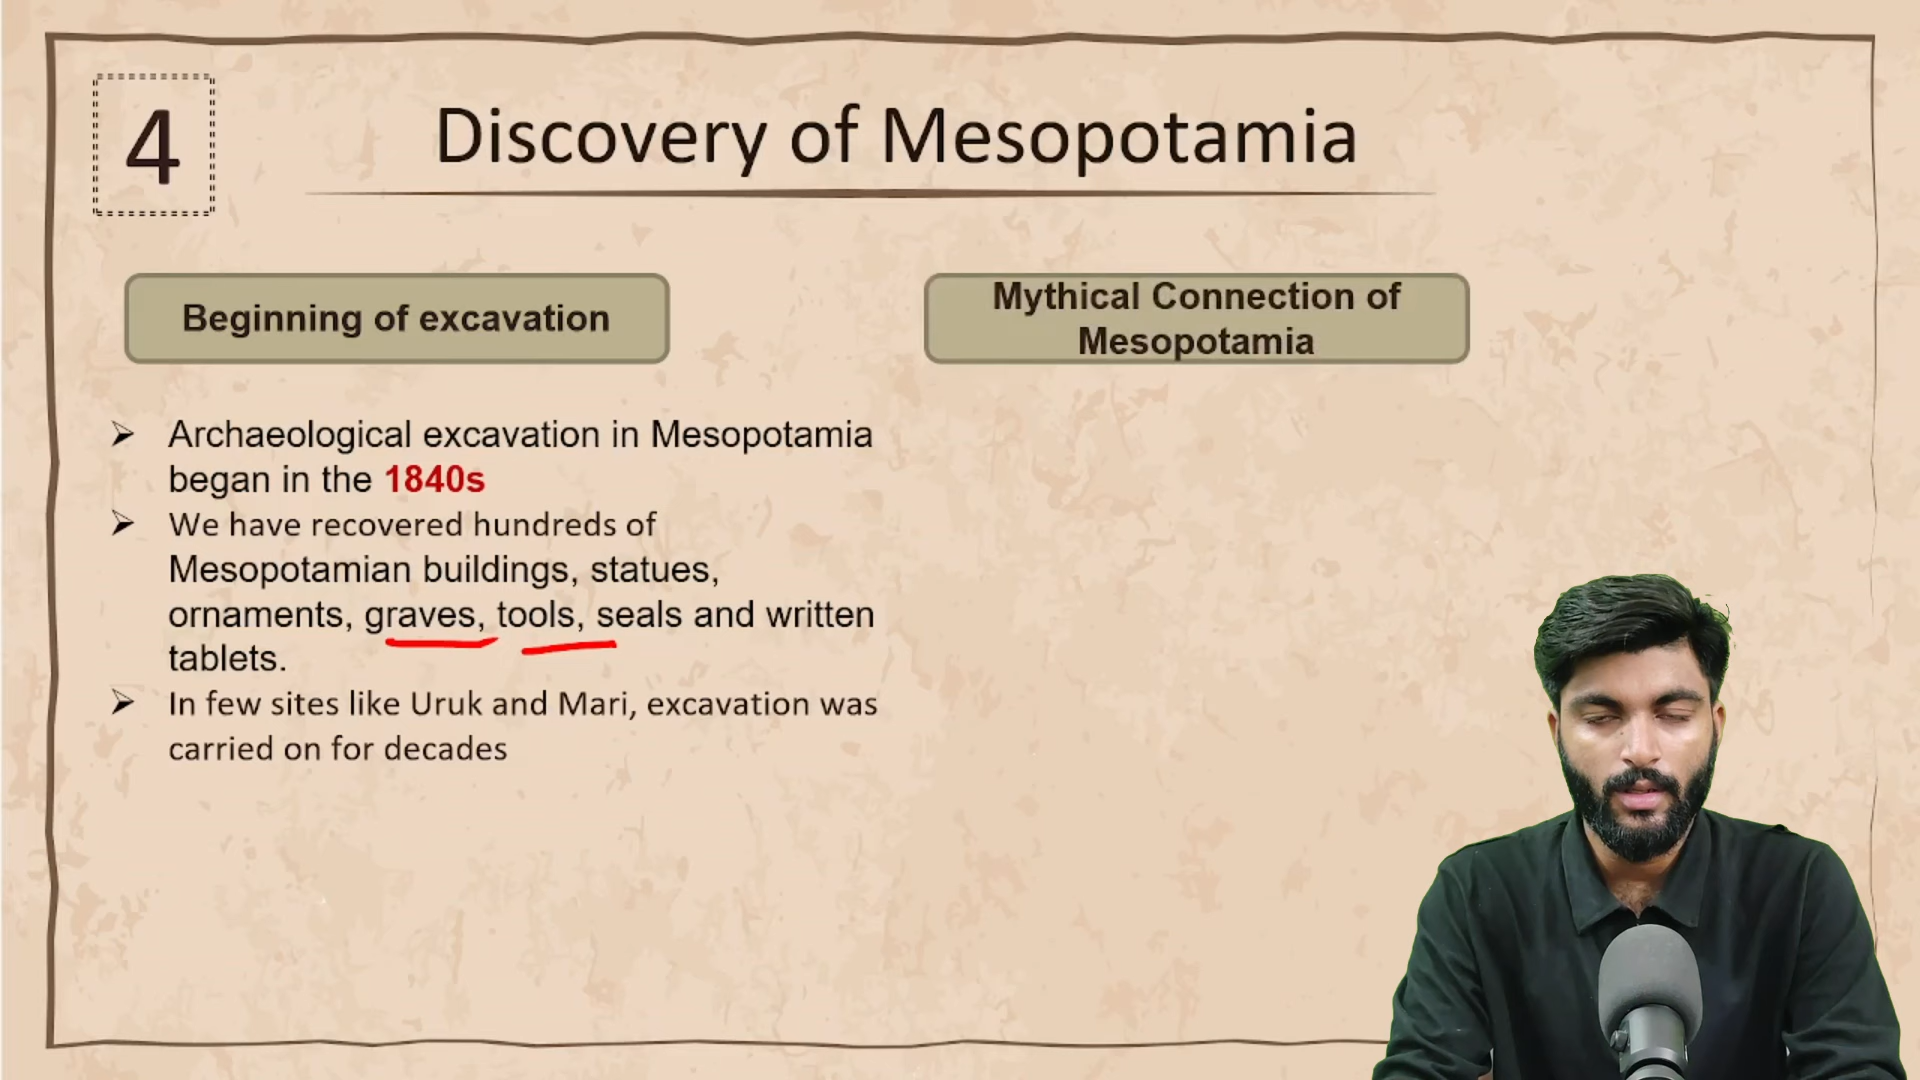 4
Discovery of Mesopotamia
Beginning of excavation
Mythical Connection of
Mesopotamia
Archaeological excavation in Mesopotamia
began in the 1840s
We have recovered hundreds of
Mesopotamian buildings, statues,
ornaments, graves, tools, seals and written
tablets.
In few sites like Uruk and Mari, excavation was
carried on for decades